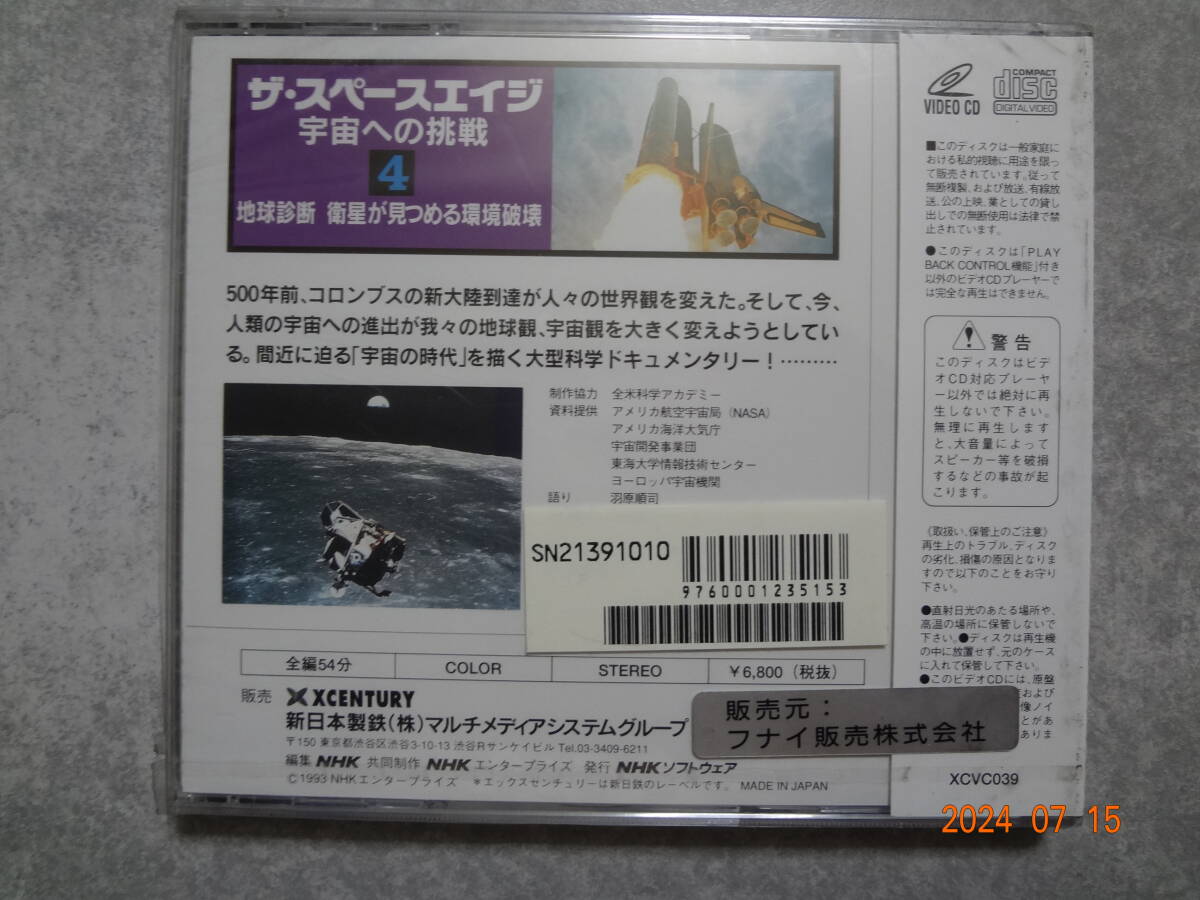 ザ・スペースエイジ
宇宙への挑戦
4
地球診断 衛星が見つめる環境破壊
500年前、コロンブスの新大陸到達が人々の世界観を変えた。そして、今、
人類の宇宙への進出が我々の地球観、宇宙観を大きく変えようとしてい
る。間近に迫る「宇宙の時代」を描く大型科学ドキュメンタリー!………
制作協力 全米科学アカデミー
資料提供 アメリカ航空宇宙局(NASA)
アメリカ海洋大気庁
宇宙開発事業団
東海大学情報技術センター
ヨーロッパ宇宙機関
語り 羽原順司
SN21391010
9760001235153
全編54分 COLOR STEREO ¥6,800(税抜)
販売 XCENTURY
新日本製鉄(株)マルチメディアシステムグループ
〒150 東京都渋谷区渋谷3-10-13 渋谷Rサンケイビル Tel.03-3409-6211
編集 NHK 共同制作 NHK エンタープライズ 発行 NHKソフトウェア
©1993 NHKエンタープライズ *エックスセンチュリーは新日鉄のレーベルです。 MADE IN JAPAN
販売元:
フナイ販売株式会社
VIDEO CD
COMPACT
disc
DIGITAL VIDEO
■このディスクは一般家庭に
おける私的視聴に用途を限っ
て販売されています。従って
無断複製、および放送、有線放
送、公の上映、業としての貸し
出しでの無断使用は法律で禁
止されています。
●このディスクは「PLAY
BACK CONTROL機能」付き
以外のビデオCDプレーヤーで
は完全な再生はできません。
警告
このディスクはビデ
オCD対応プレーヤ
ー以外では絶対に再
生しないで下さい。
無理に再生します
と、大音量によって
スピーカー等を破損
するなどの事故が起
こります。
《取扱い、保管上のご注意》
再生上のトラブル、ディスク
の劣化、損傷の原因となりま
すので以下のことをお守り
下さい。
●直射日光のあたる場所や、
高温の場所に保管しないで
下さい。●ディスクは再生機
の中に放置せず、元のケース
に入れて保管して下さい。
●このビデオCDには、原盤
および
像ノイ
とがあ
ありま
XCVC039
2024 07 15